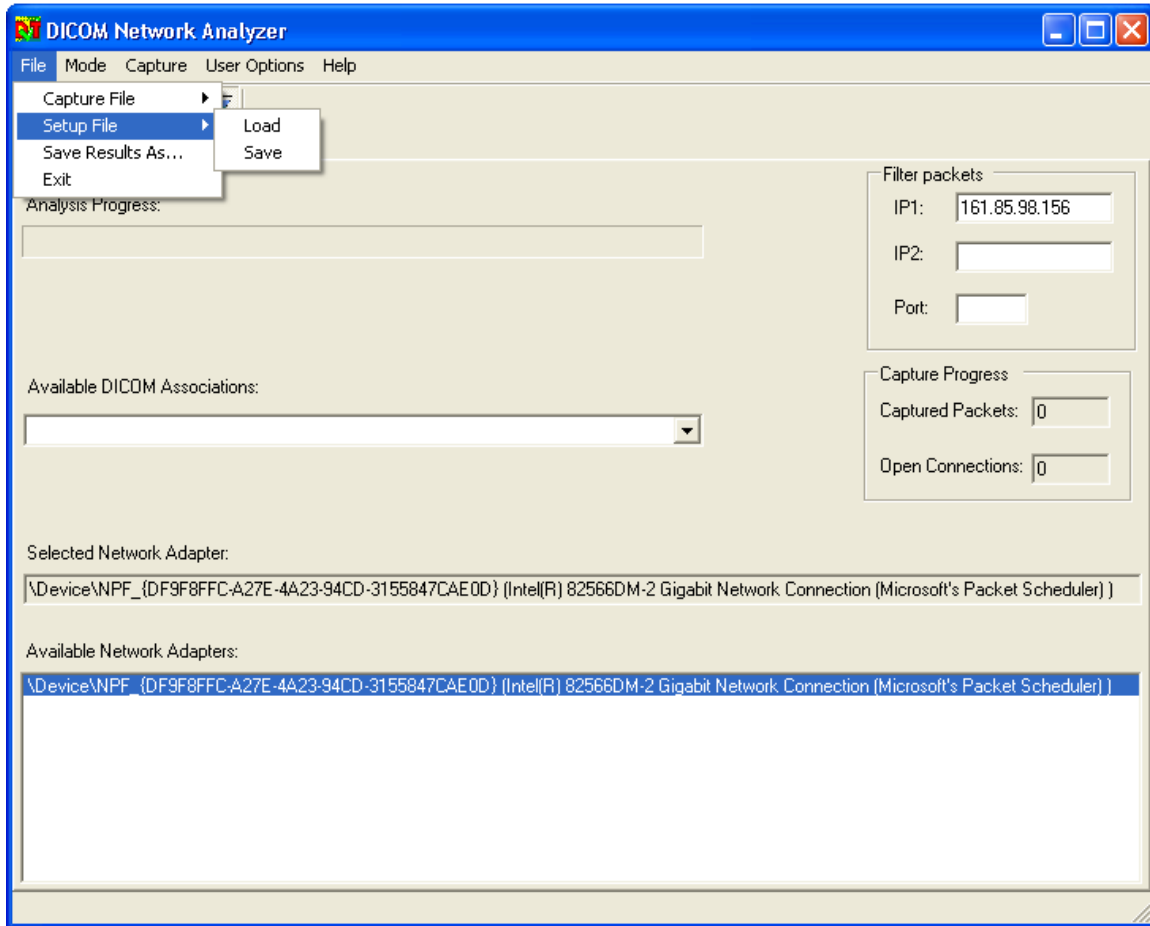 DICOM Network Analyzer
File Mode Capture User Options Help
Capture File
Setup File
Load
Save Results As...
Save
Exit
Analysis Progress:
Filter packets
IP1: 161.85.98.156
IP2:
Port:
Available DICOM Associations:
Capture Progress
Captured Packets: 0
Open Connections: 0
Selected Network Adapter:
\Device\NPF_{DF9F8FFC-A27E-4A23-94CD-3155847CAE0D} (Intel(R) 82566DM-2 Gigabit Network Connection (Microsoft's Packet Scheduler) )
Available Network Adapters:
\Device\NPF_{DF9F8FFC-A27E-4A23-94CD-3155847CAE0D} (Intel(R) 82566DM-2 Gigabit Network Connection (Microsoft's Packet Scheduler) )